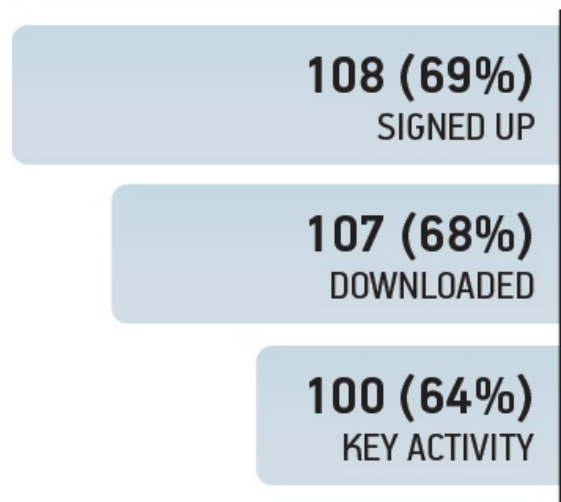 108 (69%)
SIGNED UP
107 (68%)
DOWNLOADED
100 (64%)
KEY ACTIVITY